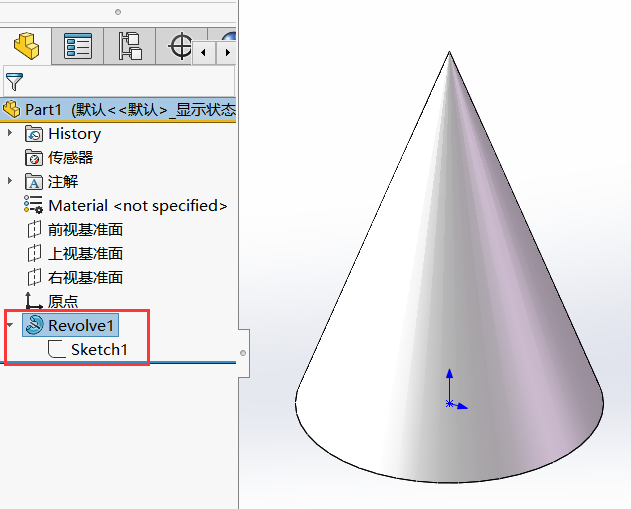 Part1 (默认<<默认>_显示状态
History
传感器
注解
Material <not specified>
前视基准面
上视基准面
右视基准面
原点
Revolve1
Sketch1